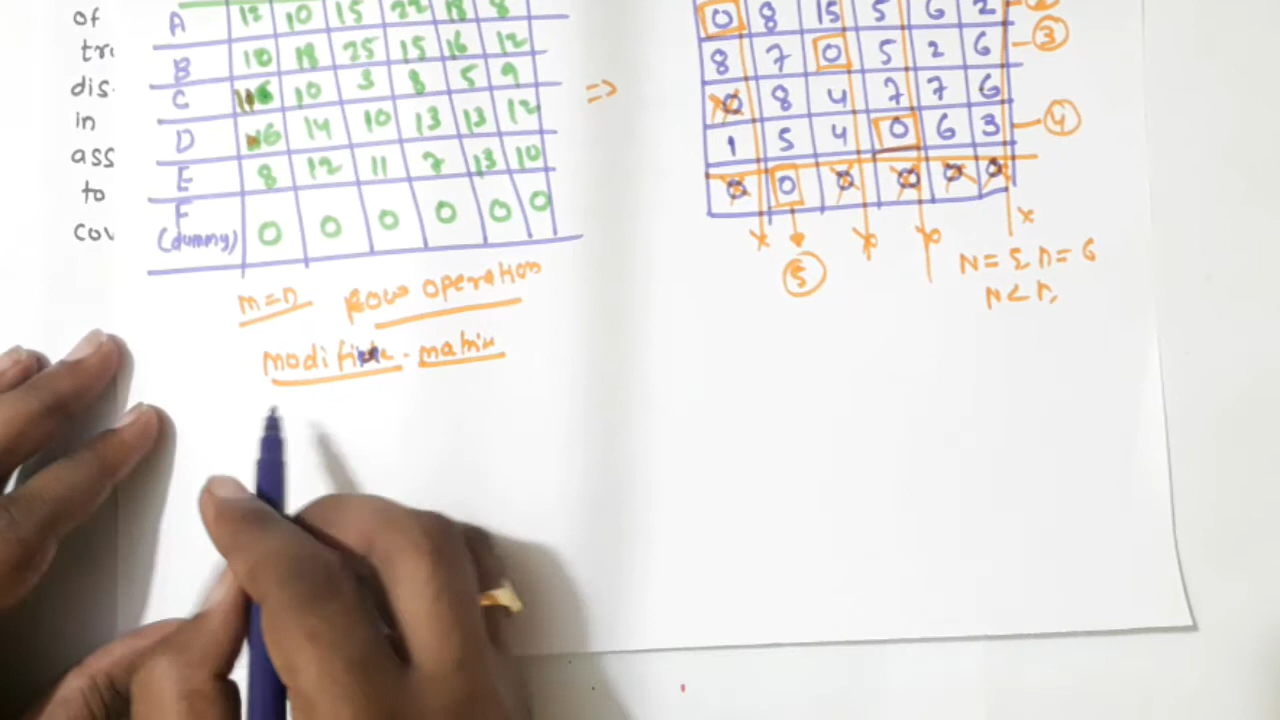 of
tri
dis.
in
ass
to
cov
A 12 10 15 22 18 8
B 10 18 25 15 16 12
C 6 10 3 8 5 9
D 16 14 10 13 13 12
E 8 12 11 7 13 10
F (dummy) 0 0 0 0 0 0
m=n Row operation
=>
0 8 15 5 6 2
8 7 0 5 2 6 3
0 8 4 7 7 6
1 5 4 0 6 3 4
0 0 0 0 0 0
x x x x x
5
N = Σ n = 6
N < n,
matrix